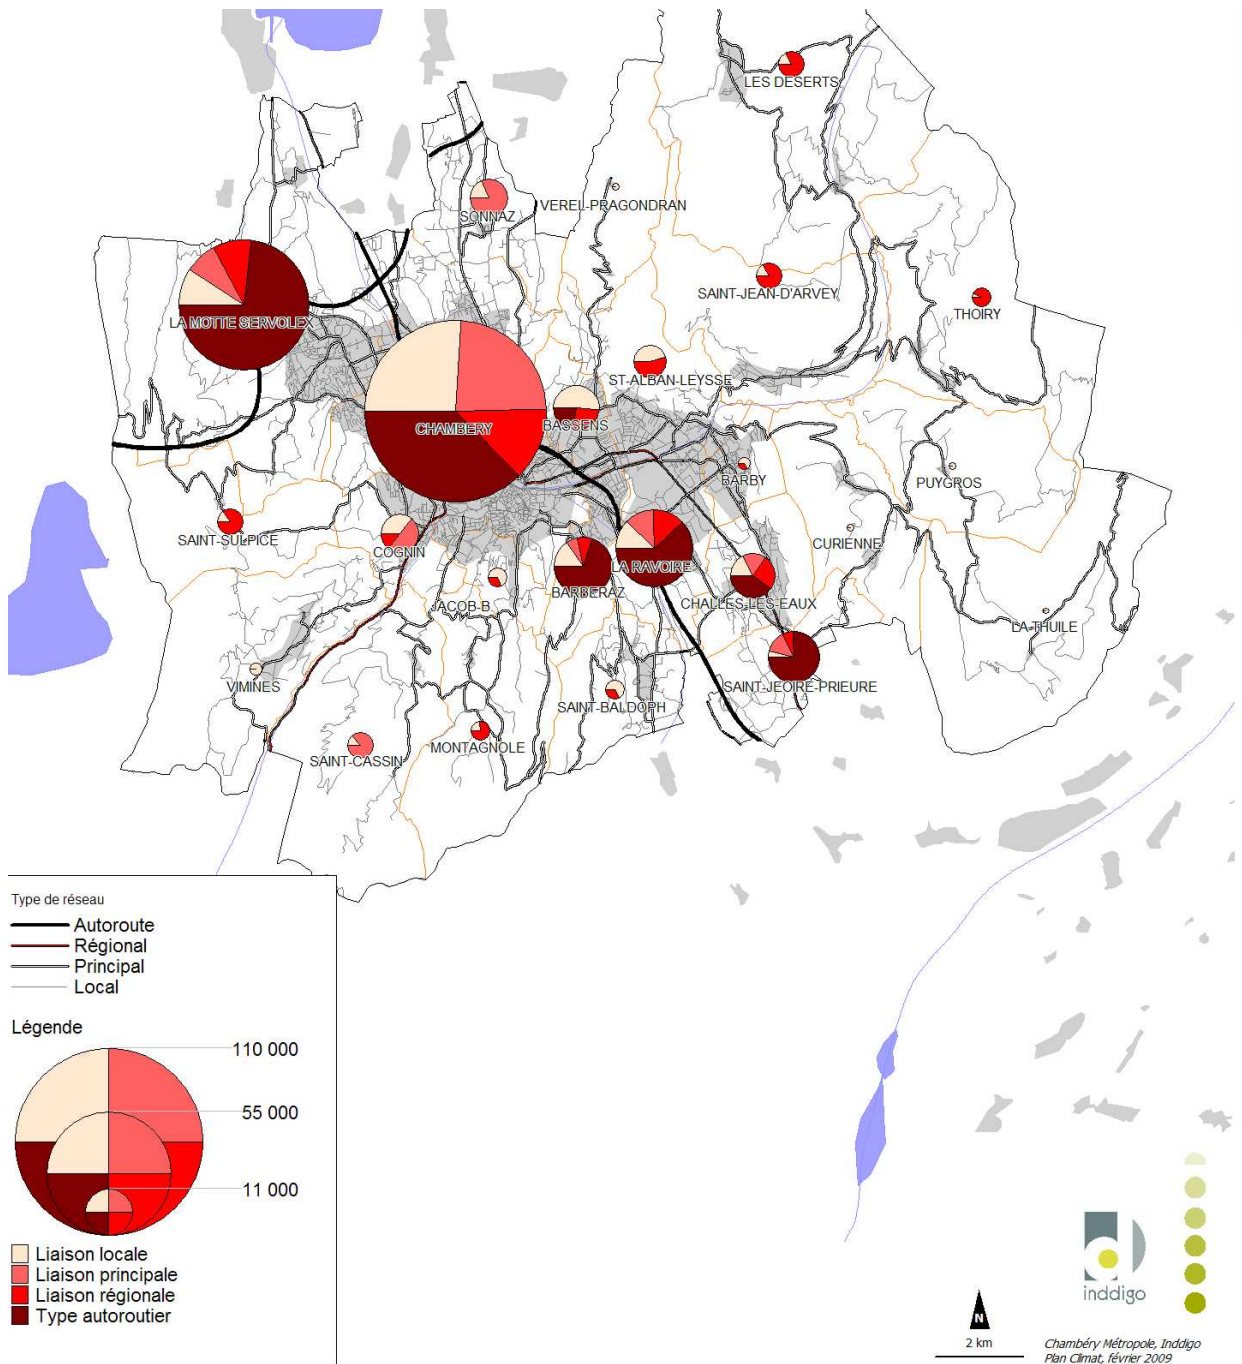 LES DESERTS
SONNAZ
VEREL-PRAGONDRAN
SAINT-JEAN-D'ARVEY
THOIRY
LA MOTTE SERVOLEX
ST-ALBAN-LEYSSE
CHAMBERY
BASSENS
BARBY
PUYGROS
SAINT-SULPICE
COGNIN
CURIENNE
LA RAVOIRE
BARBERAZ
CHALLES-LES-EAUX
JACOB-B
LA-THUILE
VIMINES
SAINT-JEOIRE-PRIEURE
SAINT-BALDOPH
MONTAGNOLE
SAINT-CASSIN
Type de réseau
Autoroute
Régional
Principal
Local
Légende
110 000
55 000
11 000
Liaison locale
Liaison principale
Liaison régionale
Type autoroutier
inddigo
N
2 km
Chambéry Métropole, Inddigo
Plan Climat, février 2009